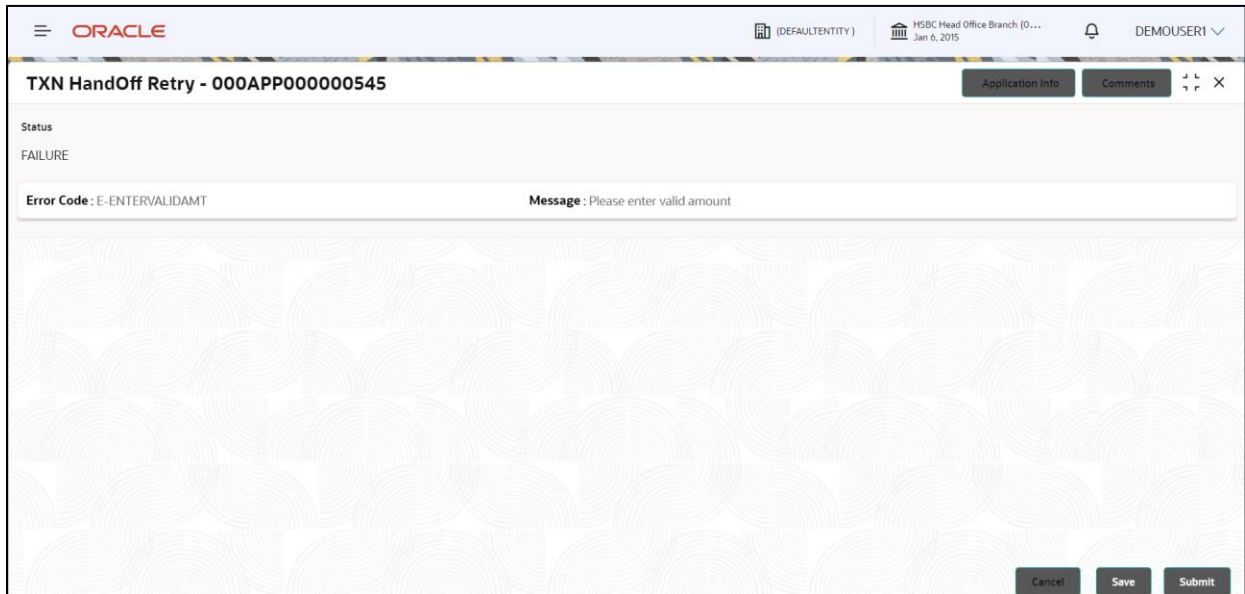 ORACLE
(DEFAULTENTITY)
HSBC Head Office Branch (0...
Jan 6, 2015
DEMOUSER1
TXN HandOff Retry - 000APP000000545
Application Info
Comments
Status
FAILURE
Error Code : E-ENTERVALIDAMT
Message : Please enter valid amount
Cancel
Save
Submit